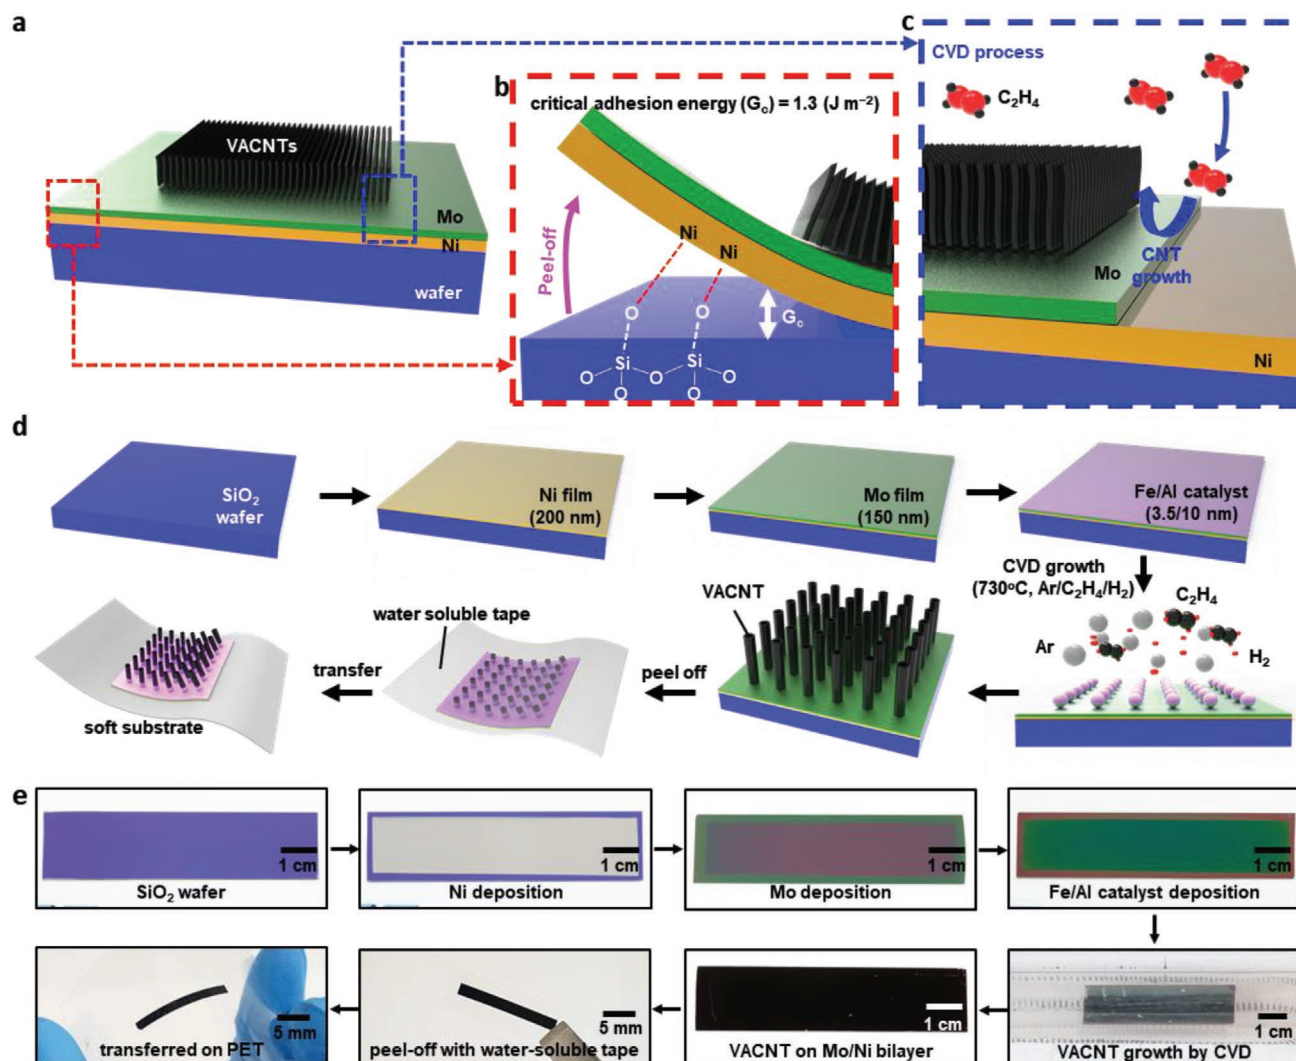 a
VACNTs
Mo
Ni
wafer
b
critical adhesion energy (G꜀) = 1.3 (J m⁻²)
Peel-off
Ni
Ni
O
O
G꜀
Si
Si
O
O
O
O
O
c
CVD process
C₂H₄
Mo
CNT
growth
Ni
d
SiO₂
wafer
Ni film
(200 nm)
Mo film
(150 nm)
Fe/Al catalyst
(3.5/10 nm)
CVD growth
(730°C, Ar/C₂H₄/H₂)
C₂H₄
Ar
H₂
VACNT
peel off
water soluble tape
transfer
soft substrate
e
1 cm
SiO₂ wafer
1 cm
Ni deposition
1 cm
Mo deposition
1 cm
Fe/Al catalyst deposition
5 mm
transferred on PET
5 mm
peel-off with water-soluble tape
1 cm
VACNT on Mo/Ni bilayer
1 cm
VACNT growth by CVD